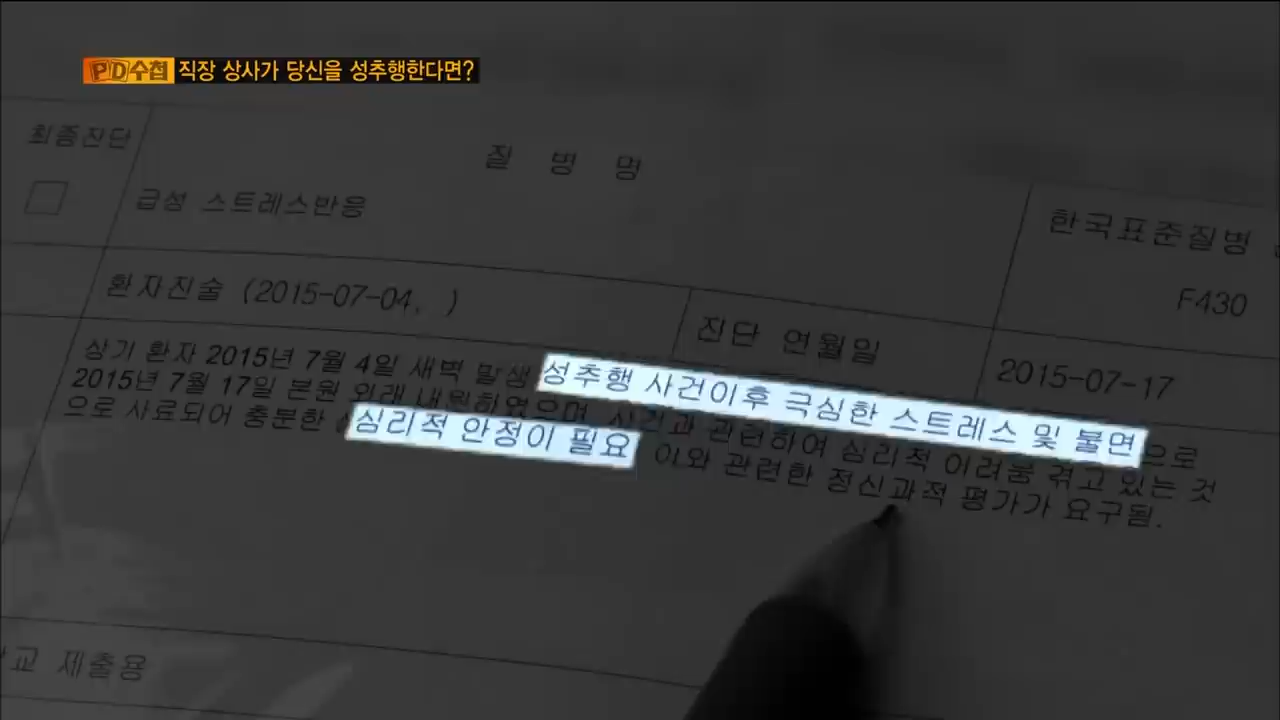 PD수첩 직장 상사가 당신을 성추행한다면?
최종진단
질 병 명
급성 스트레스반응
한국표준질병
F430
환자진술 (2015-07-04, )
진단 연월일
2015-07-17
상기 환자 2015년 7월 4일 새벽 발생 성추행 사건이후 극심한 스트레스 및 불면으로
2015년 7월 17일 본원 외래 내원하였으며 사건과 관련하여 심리적 어려움 겪고 있는 것
으로 사료되어 충분한 심리적 안정이 필요 이와 관련한 정신과적 평가가 요구됨.
교 제출용